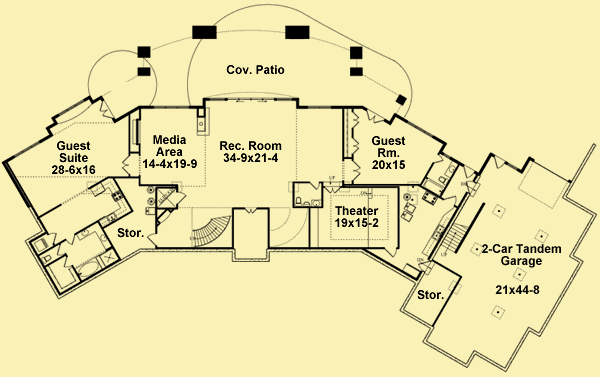 Cov. Patio
Guest
Suite
28-6x16
Media
Area
14-4x19-9
Rec. Room
34-9x21-4
Guest
Rm.
20x15
Theater
19x15-2
Stor.
2-Car Tandem
Garage
21x44-8
Stor.